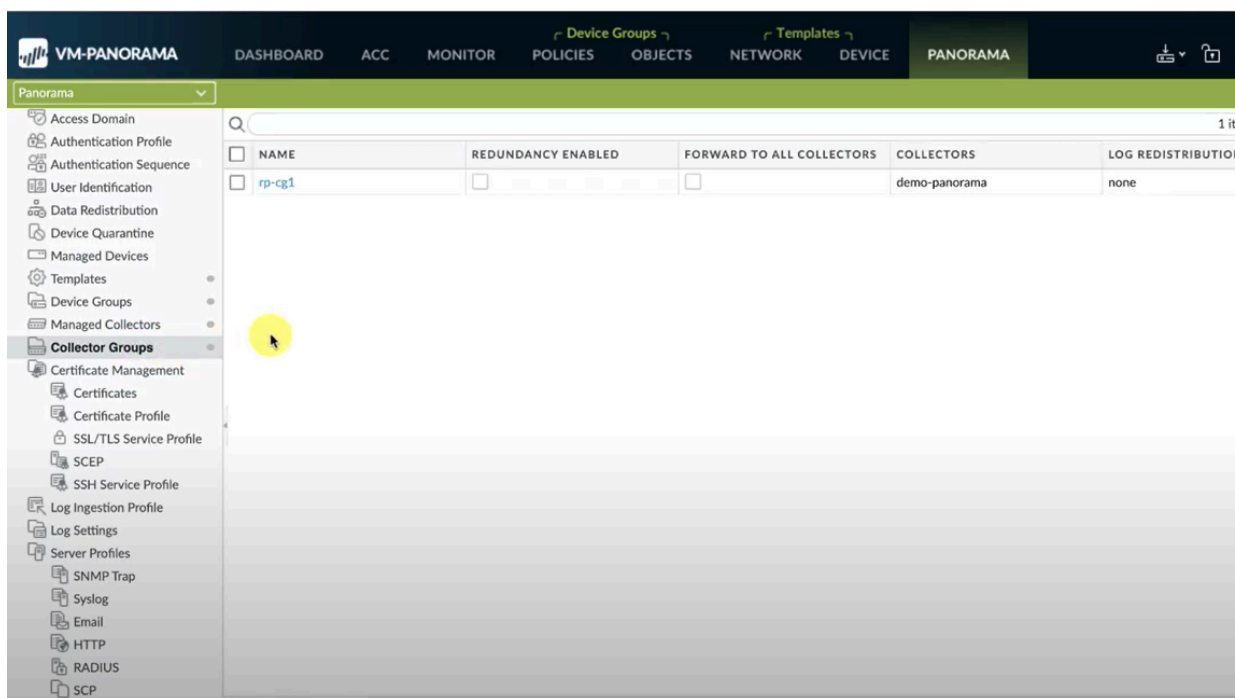 Device Groups Templates
VM-PANORAMA DASHBOARD ACC MONITOR POLICIES OBJECTS NETWORK DEVICE PANORAMA
Panorama
Access Domain
Authentication Profile
Authentication Sequence
User Identification
Data Redistribution
Device Quarantine
Managed Devices
Templates
Device Groups
Managed Collectors
Collector Groups
Certificate Management
Certificates
Certificate Profile
SSL/TLS Service Profile
SCEP
SSH Service Profile
Log Ingestion Profile
Log Settings
Server Profiles
SNMP Trap
Syslog
Email
HTTP
RADIUS
SCP
1 it
NAME REDUNDANCY ENABLED FORWARD TO ALL COLLECTORS COLLECTORS LOG REDISTRIBUTIO
rp-cg1 demo-panorama none